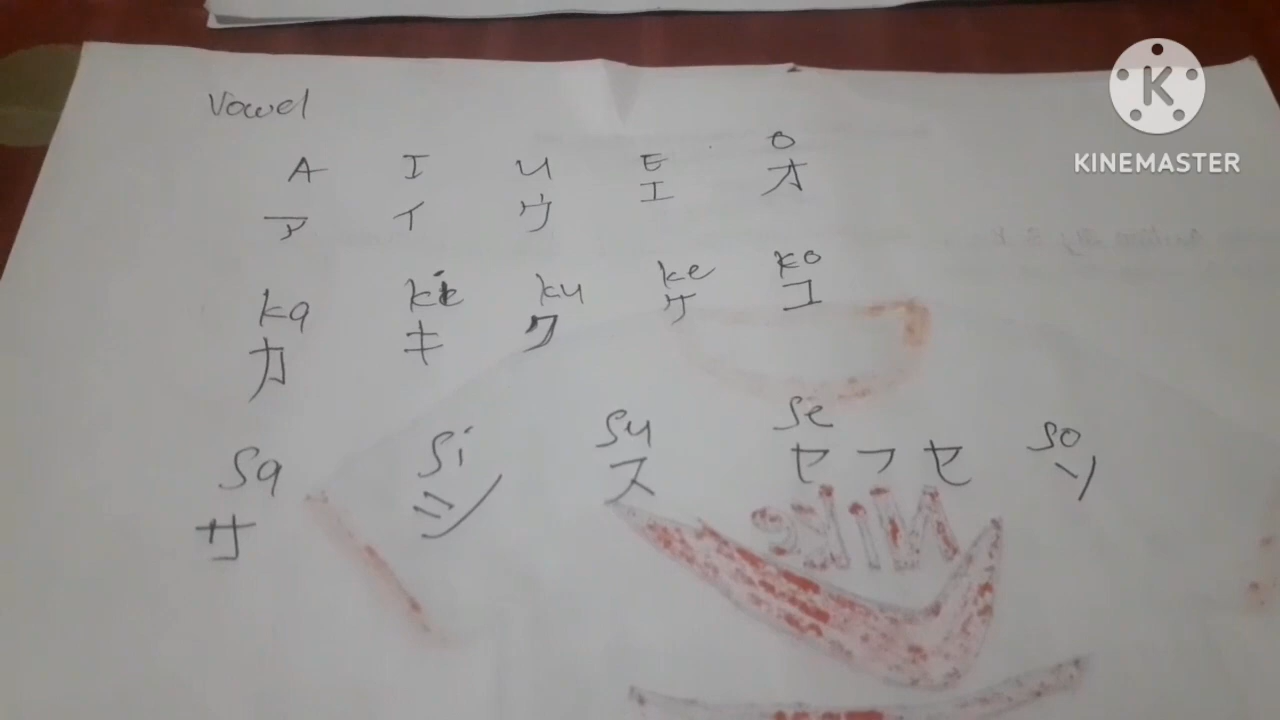 Vowel
A I U E O
ア イ ウ エ オ
ka ki ku ke ko
カ キ ク ケ コ
Sa Si Su Se So
サ シ ス セ フ セ ソ
K
KINEMASTER